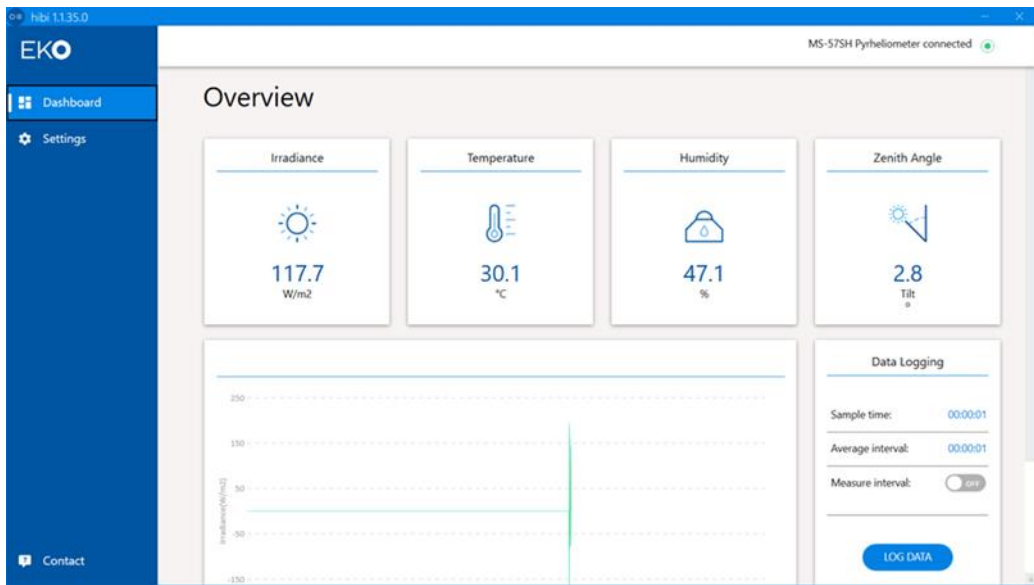 hibi 1.1.35.0
EKO
MS-57SH Pyrheliometer connected
Dashboard
Settings
Contact
Overview
Irradiance
117.7
W/m2
Temperature
30.1
°C
Humidity
47.1
%
Zenith Angle
2.8
Tilt
°
250
150
50
-50
-150
Irradiance(W/m2)
Data Logging
Sample time: 00:00:01
Average interval: 00:00:01
Measure interval: OFF
LOG DATA